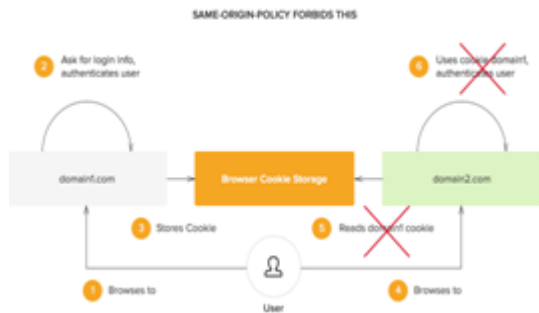 SAME-ORIGIN-POLICY FORBIDS THIS
2 Ask for login info,
authenticates user
6 Uses cookie domain1,
authenticates user
domain1.com
Browser Cookie Storage
domain2.com
3 Stores Cookie
5 Reads domain1 cookie
1 Browses to
4 Browses to
User